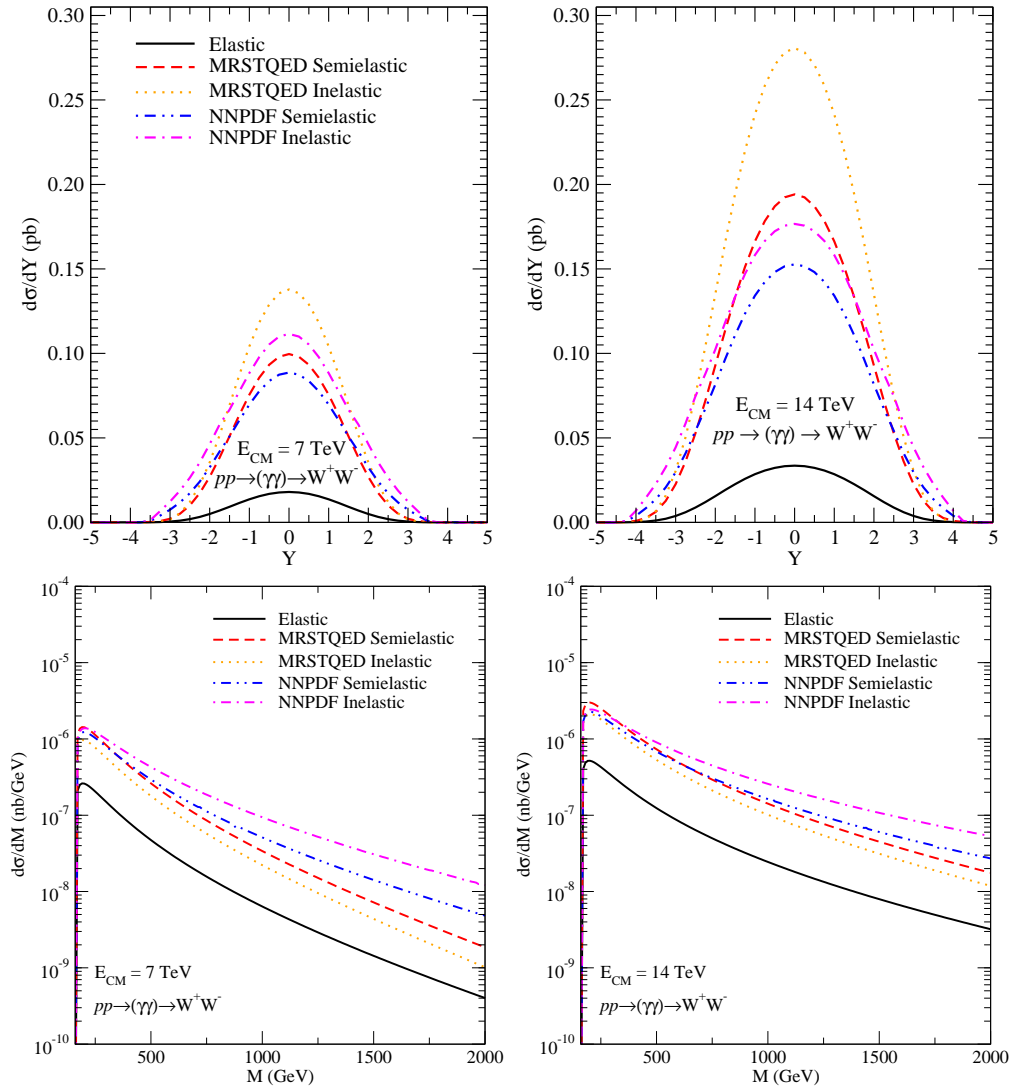 0.30
0.25
0.20
0.15
0.10
0.05
0.00
dσ/dY (pb)
Elastic
MRSTQED Semielastic
MRSTQED Inelastic
NNPDF Semielastic
NNPDF Inelastic
E_CM = 7 TeV
pp→(γγ)→W⁺W⁻
-5 -4 -3 -2 -1 0 1 2 3 4 5
Y
0.30
0.25
0.20
0.15
0.10
0.05
0.00
dσ/dY (pb)
E_CM = 14 TeV
pp → (γγ) → W⁺W⁻
-5 -4 -3 -2 -1 0 1 2 3 4 5
Y
10⁻⁴
10⁻⁵
10⁻⁶
10⁻⁷
10⁻⁸
10⁻⁹
10⁻¹⁰
dσ/dM (nb/GeV)
Elastic
MRSTQED Semielastic
MRSTQED Inelastic
NNPDF Semielastic
NNPDF Inelastic
E_CM = 7 TeV
pp→(γγ)→W⁺W⁻
500 1000 1500 2000
M (GeV)
10⁻⁴
10⁻⁵
10⁻⁶
10⁻⁷
10⁻⁸
10⁻⁹
10⁻¹⁰
dσ/dM (nb/GeV)
Elastic
MRSTQED Semielastic
MRSTQED Inelastic
NNPDF Semielastic
NNPDF Inelastic
E_CM = 14 TeV
pp→(γγ)→W⁺W⁻
500 1000 1500 2000
M (GeV)